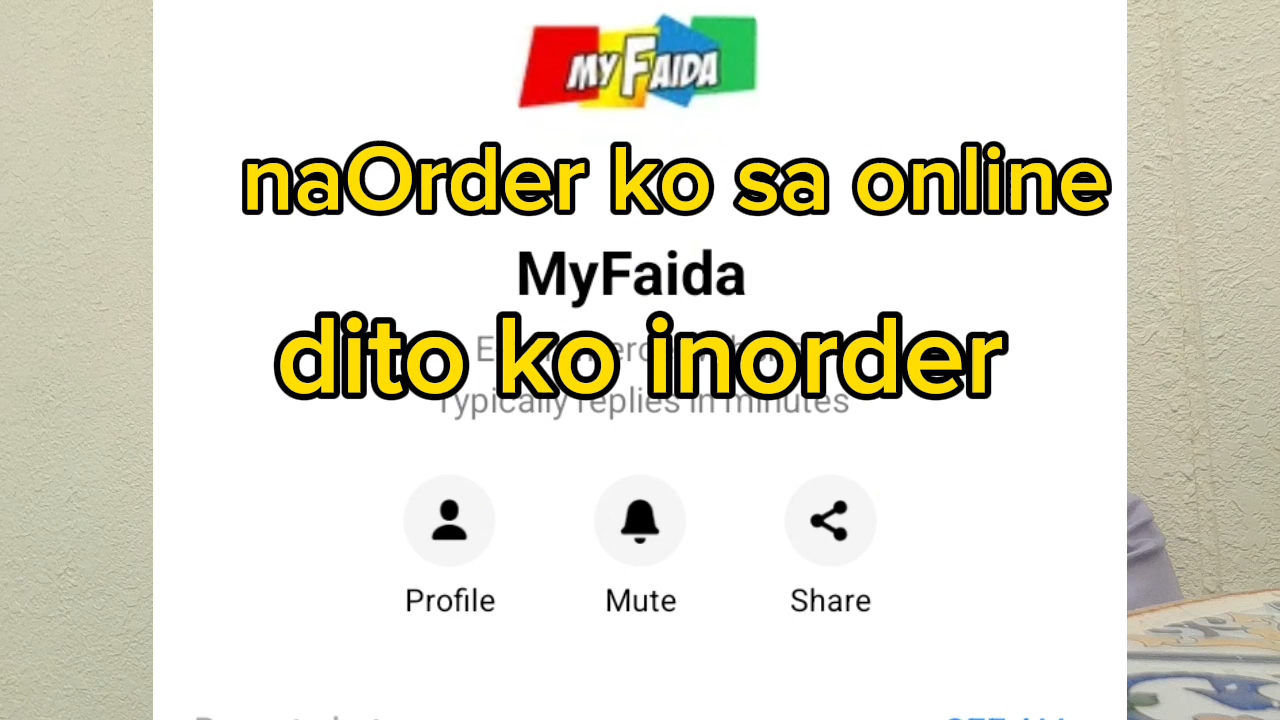 MY FAIDA
naOrder ko sa online
MyFaida
dito ko inorder
Typically replies in minutes
Profile
Mute
Share